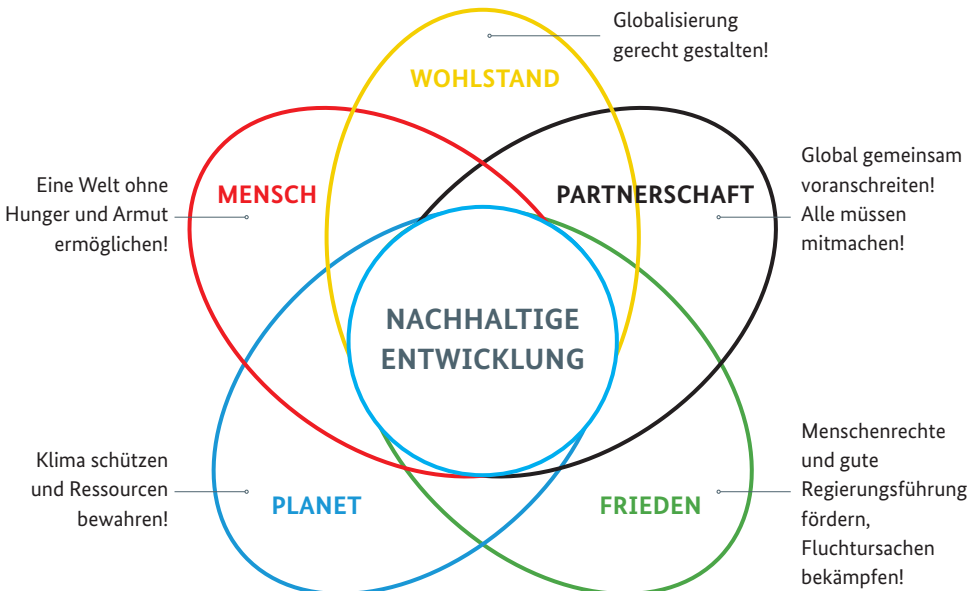 Globalisierung
gerecht gestalten!
WOHLSTAND
MENSCH
Eine Welt ohne
Hunger und Armut
ermöglichen!
PARTNERSCHAFT
Global gemeinsam
voranschreiten!
Alle müssen
mitmachen!
NACHHALTIGE
ENTWICKLUNG
Klima schützen
und Ressourcen
bewahren!
PLANET
FRIEDEN
Menschenrechte
und gute
Regierungsführung
fördern,
Fluchtursachen
bekämpfen!